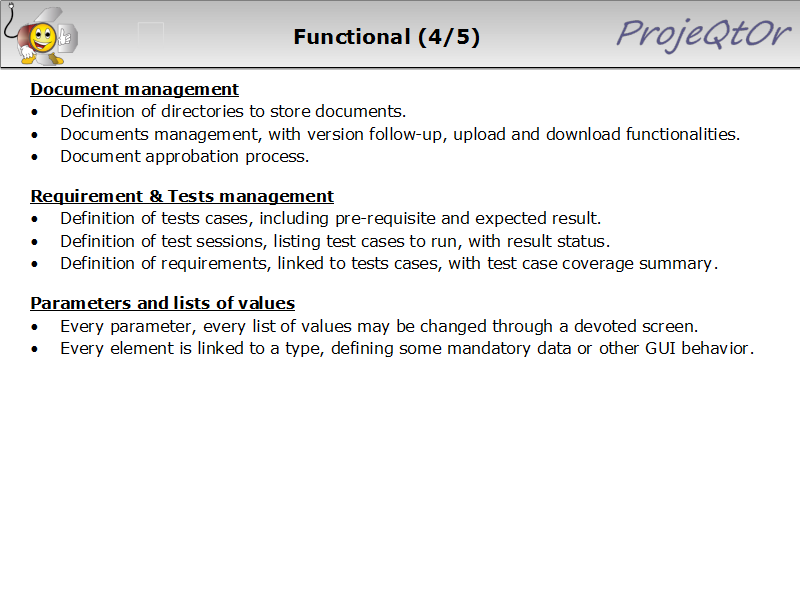 Functional (4/5)
ProjeQtOr
Document management
• Definition of directories to store documents.
• Documents management, with version follow-up, upload and download functionalities.
• Document approbation process.
Requirement & Tests management
• Definition of tests cases, including pre-requisite and expected result.
• Definition of test sessions, listing test cases to run, with result status.
• Definition of requirements, linked to tests cases, with test case coverage summary.
Parameters and lists of values
• Every parameter, every list of values may be changed through a devoted screen.
• Every element is linked to a type, defining some mandatory data or other GUI behavior.